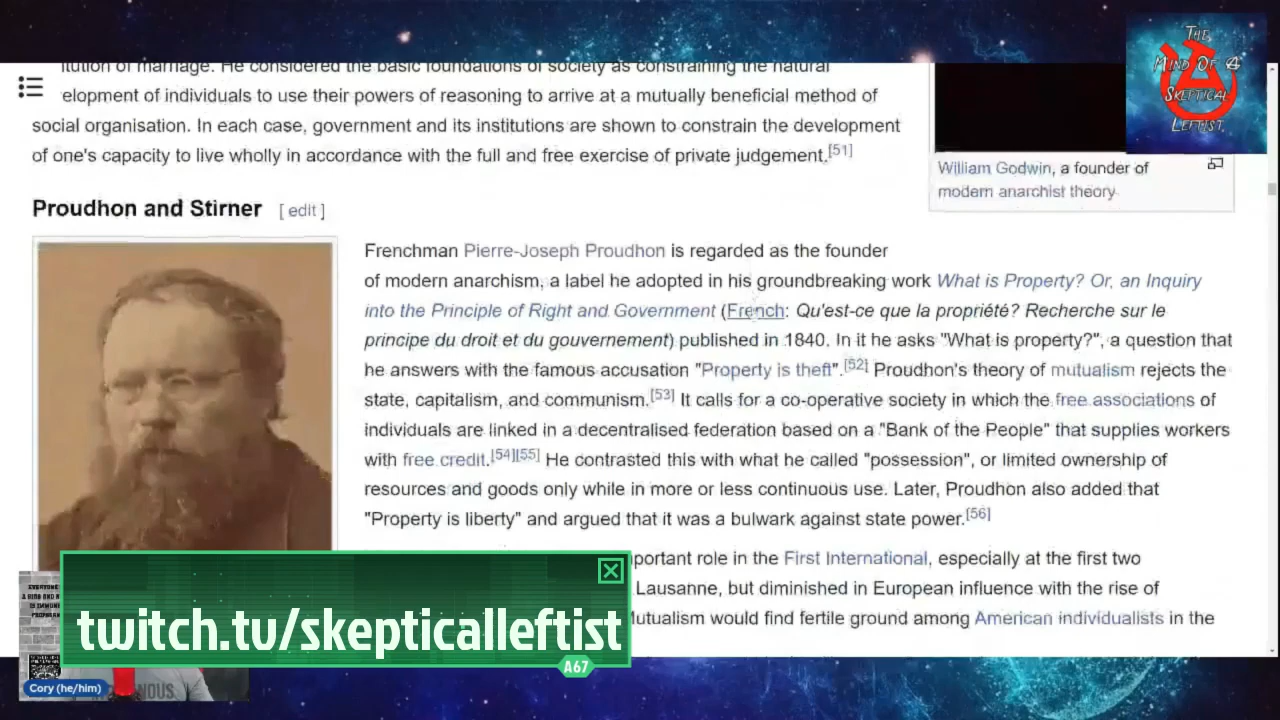 itution of marriage. He considered the basic foundations of society as constraining the natural
elopment of individuals to use their powers of reasoning to arrive at a mutually beneficial method of
social organisation. In each case, government and its institutions are shown to constrain the development
of one's capacity to live wholly in accordance with the full and free exercise of private judgement.[51]
THE
MIND OF A
SKEPTICAL
LEFTIST
William Godwin, a founder of
modern anarchist theory
Proudhon and Stirner [ edit ]
Frenchman Pierre-Joseph Proudhon is regarded as the founder
of modern anarchism, a label he adopted in his groundbreaking work What is Property? Or, an Inquiry
into the Principle of Right and Government (French: Qu'est-ce que la propriété? Recherche sur le
principe du droit et du gouvernement) published in 1840. In it he asks "What is property?", a question that
he answers with the famous accusation "Property is theft".[52] Proudhon's theory of mutualism rejects the
state, capitalism, and communism.[53] It calls for a co-operative society in which the free associations of
individuals are linked in a decentralised federation based on a "Bank of the People" that supplies workers
with free credit.[54][55] He contrasted this with what he called "possession", or limited ownership of
resources and goods only while in more or less continuous use. Later, Proudhon also added that
"Property is liberty" and argued that it was a bulwark against state power.[56]
portant role in the First International, especially at the first two
Lausanne, but diminished in European influence with the rise of
Mutualism would find fertile ground among American individualists in the
twitch.tv/skepticalleftist
A67
EVERYONE
Cory (he/him)